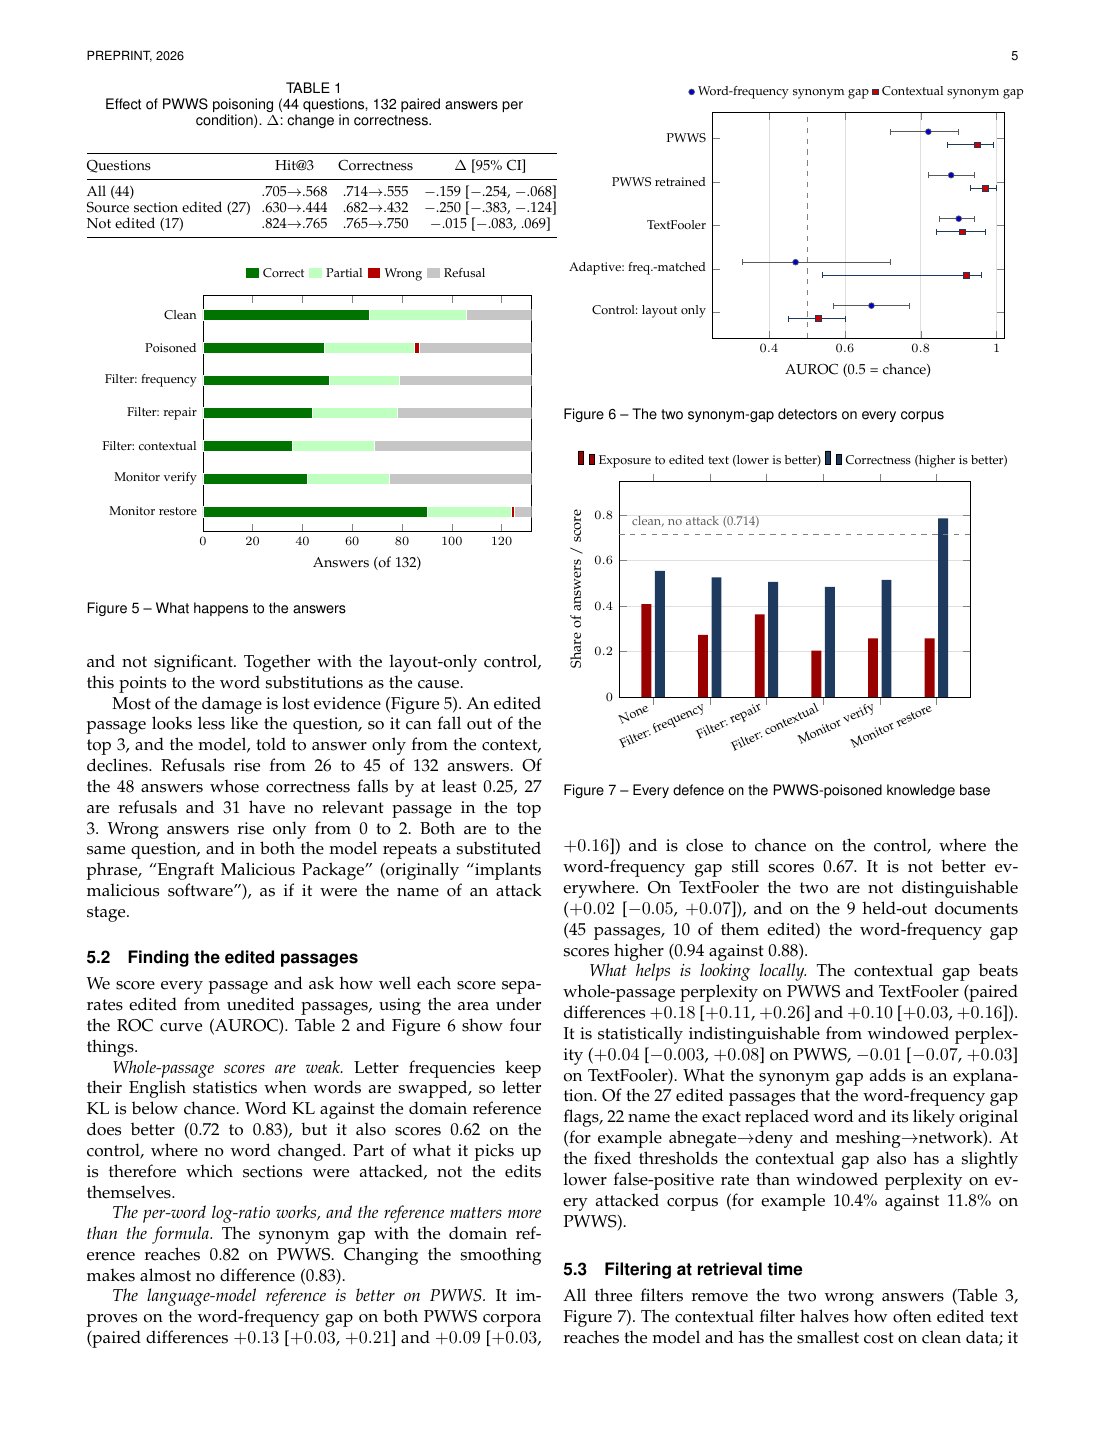 PREPRINT, 2026
5
TABLE 1
Effect of PWWS poisoning (44 questions, 132 paired answers per
condition). Δ: change in correctness.
Questions Hit@3 Correctness Δ [95% CI]
All (44) .705→.568 .714→.555 −.159 [−.254, −.068]
Source section edited (27) .630→.444 .682→.432 −.250 [−.383, −.124]
Not edited (17) .824→.765 .765→.750 −.015 [−.083, .069]
Correct Partial Wrong Refusal
Clean
Poisoned
Filter: frequency
Filter: repair
Filter: contextual
Monitor verify
Monitor restore
0 20 40 60 80 100 120
Answers (of 132)
Figure 5 – What happens to the answers
and not significant. Together with the layout-only control,
this points to the word substitutions as the cause.
Most of the damage is lost evidence (Figure 5). An edited
passage looks less like the question, so it can fall out of the
top 3, and the model, told to answer only from the context,
declines. Refusals rise from 26 to 45 of 132 answers. Of
the 48 answers whose correctness falls by at least 0.25, 27
are refusals and 31 have no relevant passage in the top
3. Wrong answers rise only from 0 to 2. Both are to the
same question, and in both the model repeats a substituted
phrase, “Engraft Malicious Package” (originally “implants
malicious software”), as if it were the name of an attack
stage.
5.2 Finding the edited passages
We score every passage and ask how well each score sepa-
rates edited from unedited passages, using the area under
the ROC curve (AUROC). Table 2 and Figure 6 show four
things.
Whole-passage scores are weak. Letter frequencies keep
their English statistics when words are swapped, so letter
KL is below chance. Word KL against the domain reference
does better (0.72 to 0.83), but it also scores 0.62 on the
control, where no word changed. Part of what it picks up
is therefore which sections were attacked, not the edits
themselves.
The per-word log-ratio works, and the reference matters more
than the formula. The synonym gap with the domain ref-
erence reaches 0.82 on PWWS. Changing the smoothing
makes almost no difference (0.83).
The language-model reference is better on PWWS. It im-
proves on the word-frequency gap on both PWWS corpora
(paired differences +0.13 [+0.03, +0.21] and +0.09 [+0.03,
Word-frequency synonym gap Contextual synonym gap
PWWS
PWWS retrained
TextFooler
Adaptive: freq.-matched
Control: layout only
0.4 0.6 0.8 1
AUROC (0.5 = chance)
Figure 6 – The two synonym-gap detectors on every corpus
Exposure to edited text (lower is better) Correctness (higher is better)
clean, no attack (0.714)
0.8
0.6
0.4
0.2
0
Share of answers / score
None
Filter: frequency
Filter: repair
Filter: contextual
Monitor verify
Monitor restore
Figure 7 – Every defence on the PWWS-poisoned knowledge base
+0.16]) and is close to chance on the control, where the
word-frequency gap still scores 0.67. It is not better ev-
erywhere. On TextFooler the two are not distinguishable
(+0.02 [−0.05, +0.07]), and on the 9 held-out documents
(45 passages, 10 of them edited) the word-frequency gap
scores higher (0.94 against 0.88).
What helps is looking locally. The contextual gap beats
whole-passage perplexity on PWWS and TextFooler (paired
differences +0.18 [+0.11, +0.26] and +0.10 [+0.03, +0.16]).
It is statistically indistinguishable from windowed perplex-
ity (+0.04 [−0.003, +0.08] on PWWS, −0.01 [−0.07, +0.03]
on TextFooler). What the synonym gap adds is an explana-
tion. Of the 27 edited passages that the word-frequency gap
flags, 22 name the exact replaced word and its likely original
(for example abnegate→deny and meshing→network). At
the fixed thresholds the contextual gap also has a slightly
lower false-positive rate than windowed perplexity on ev-
ery attacked corpus (for example 10.4% against 11.8% on
PWWS).
5.3 Filtering at retrieval time
All three filters remove the two wrong answers (Table 3,
Figure 7). The contextual filter halves how often edited text
reaches the model and has the smallest cost on clean data; it